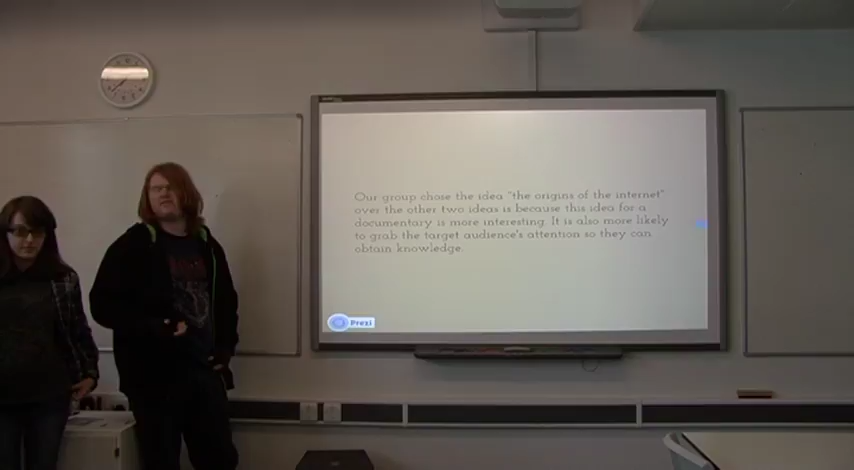 Our group chose the idea "the origins of the internet"
over the other two ideas is because this idea for a
documentary is more interesting. It is also more likely
to grab the target audience's attention so they can
obtain knowledge.
Prezi